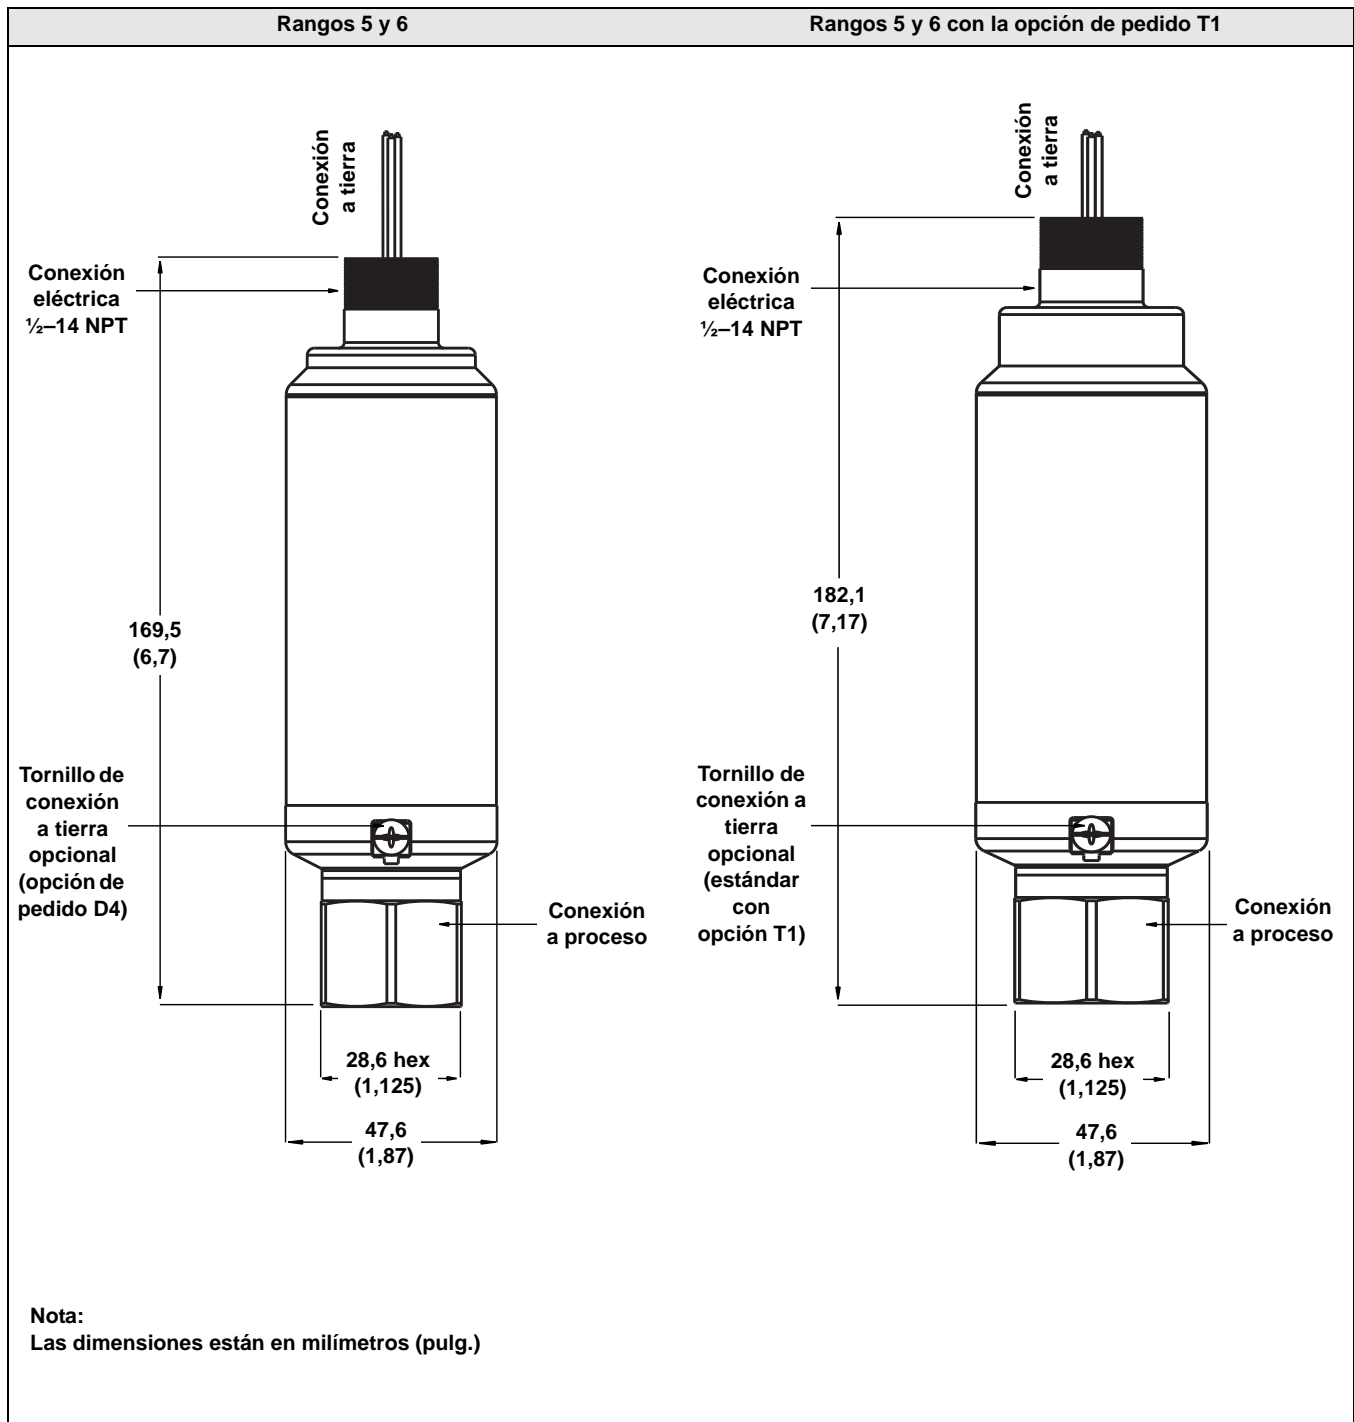 Rangos 5 y 6
Rangos 5 y 6 con la opción de pedido T1
Conexión
a tierra
Conexión
eléctrica
½–14 NPT
169,5
(6,7)
Tornillo de
conexión
a tierra
opcional
(opción de
pedido D4)
Conexión
a proceso
28,6 hex
(1,125)
47,6
(1,87)
Conexión
a tierra
Conexión
eléctrica
½–14 NPT
182,1
(7,17)
Tornillo de
conexión a
tierra
opcional
(estándar
con
opción T1)
Conexión
a proceso
28,6 hex
(1,125)
47,6
(1,87)
Nota:
Las dimensiones están en milímetros (pulg.)